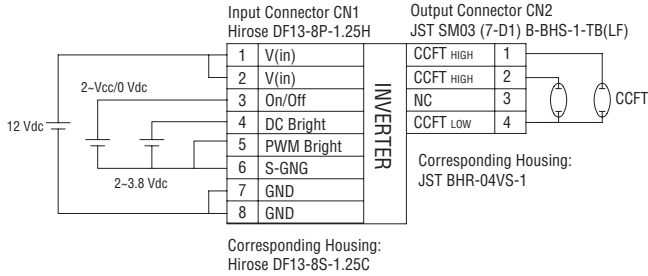 Input Connector CN1
Hirose DF13-8P-1.25H
Output Connector CN2
JST SM03 (7-D1) B-BHS-1-TB(LF)
1 V(in)
2 V(in)
3 On/Off
4 DC Bright
5 PWM Bright
6 S-GNG
7 GND
8 GND
INVERTER
CCFT HIGH 1
CCFT HIGH 2
NC 3
CCFT LOW 4
CCFT
2~Vcc/0 Vdc
12 Vdc
2~3.8 Vdc
Corresponding Housing:
JST BHR-04VS-1
Corresponding Housing:
Hirose DF13-8S-1.25C